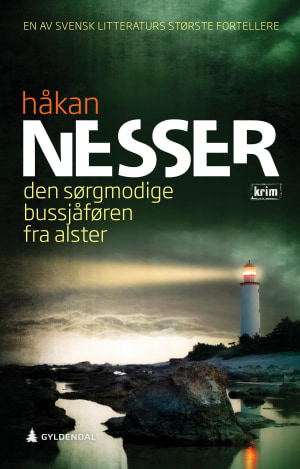 EN AV SVENSK LITTERATURS STØRSTE FORTELLERE
håkan
NESSER
den sørgmodige
bussjåføren
fra alster
krim
GYLDENDAL